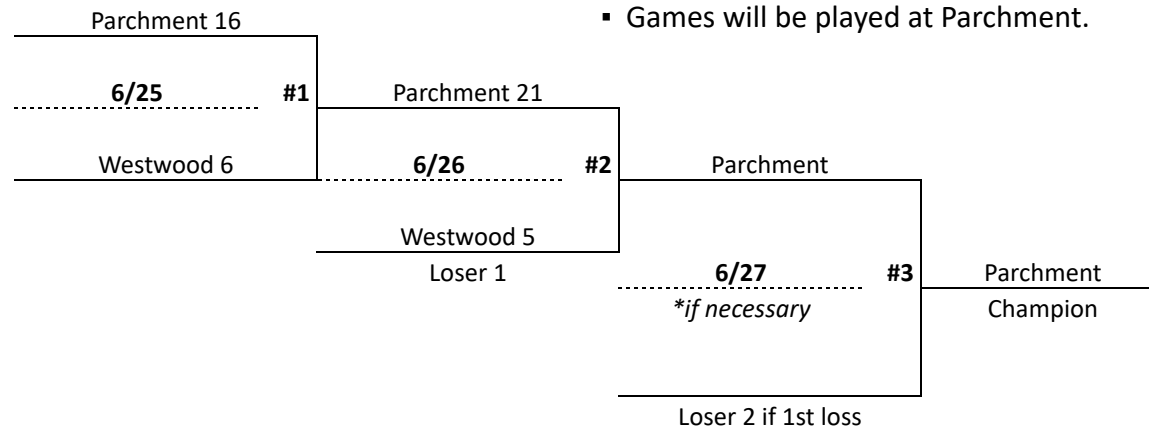 ▪ Games will be played at Parchment.
Parchment 16
6/25 #1
Parchment 21
Westwood 6
6/26 #2
Parchment
Westwood 5
Loser 1
6/27 #3
*if necessary
Parchment
Champion
Loser 2 if 1st loss